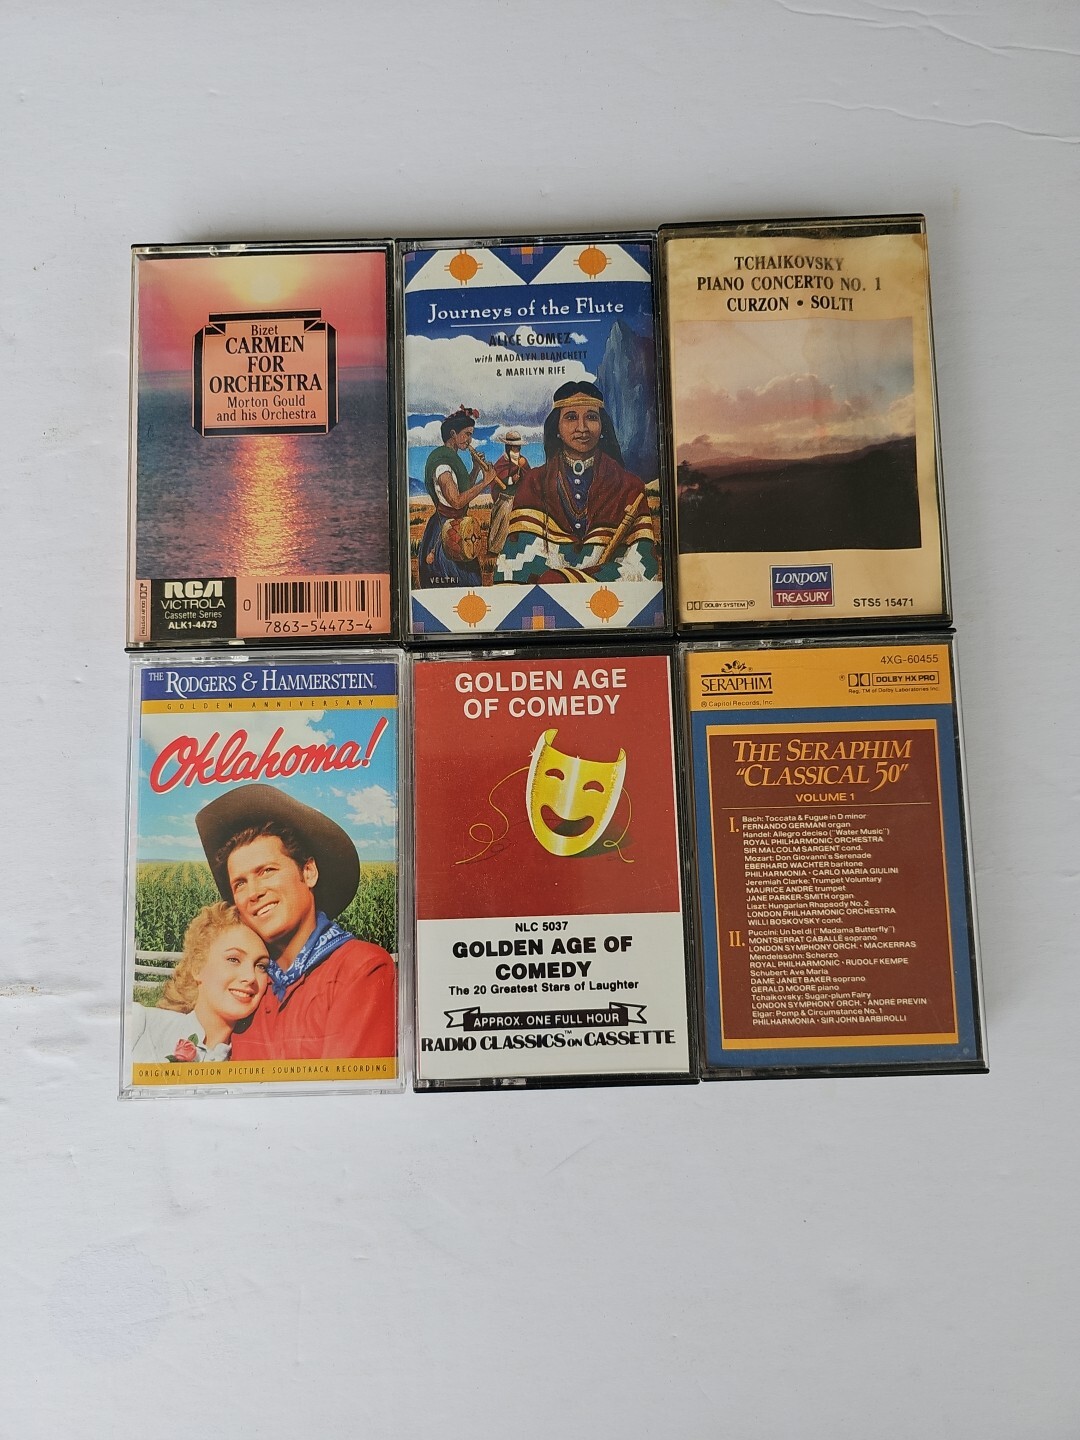 Bizet
CARMEN
FOR
ORCHESTRA
Morton Gould
and his Orchestra
RCA
VICTROLA
Cassette Series
ALK1-4473
0
7863-54473-4
Journeys of the Flute
ALICE GOMEZ
with MADALYN BLANCHETT
& MARILYN RIFE
VELTRI
TCHAIKOVSKY
PIANO CONCERTO NO. 1
CURZON • SOLTI
DOLBY SYSTEM ®
LONDON
TREASURY
STS5 15471
THE RODGERS & HAMMERSTEIN®
GOLDEN ANNIVERSARY
Oklahoma!
ORIGINAL MOTION PICTURE SOUNDTRACK RECORDING
GOLDEN AGE
OF COMEDY
NLC 5037
GOLDEN AGE OF
COMEDY
The 20 Greatest Stars of Laughter
APPROX. ONE FULL HOUR
RADIO CLASSICS™ ON CASSETTE
SERAPHIM
℗ Capitol Records, Inc.
4XG-60455
® DOLBY HX PRO
Reg. TM of Dolby Laboratories Inc.
THE SERAPHIM
"CLASSICAL 50"
VOLUME 1
I. Bach: Toccata & Fugue in D minor
FERNANDO GERMANI organ
Handel: Allegro deciso ("Water Music")
ROYAL PHILHARMONIC ORCHESTRA
SIR MALCOLM SARGENT cond.
Mozart: Don Giovanni's Serenade
EBERHARD WACHTER baritone
PHILHARMONIA • CARLO MARIA GIULINI
Jeremiah Clarke: Trumpet Voluntary
MAURICE ANDRE trumpet
JANE PARKER-SMITH organ
Liszt: Hungarian Rhapsody No. 2
LONDON PHILHARMONIC ORCHESTRA
WILLI BOSKOVSKY cond.
II. Puccini: Un bel di ("Madama Butterfly")
MONTSERRAT CABALLÉ soprano
LONDON SYMPHONY ORCH. • MACKERRAS
Mendelssohn: Scherzo
ROYAL PHILHARMONIC • RUDOLF KEMPE
Schubert: Ave Maria
DAME JANET BAKER soprano
GERALD MOORE piano
Tchaikovsky: Sugar-plum Fairy
LONDON SYMPHONY ORCH. • ANDRÉ PREVIN
Elgar: Pomp & Circumstance No. 1
PHILHARMONIA • SIR JOHN BARBIROLLI